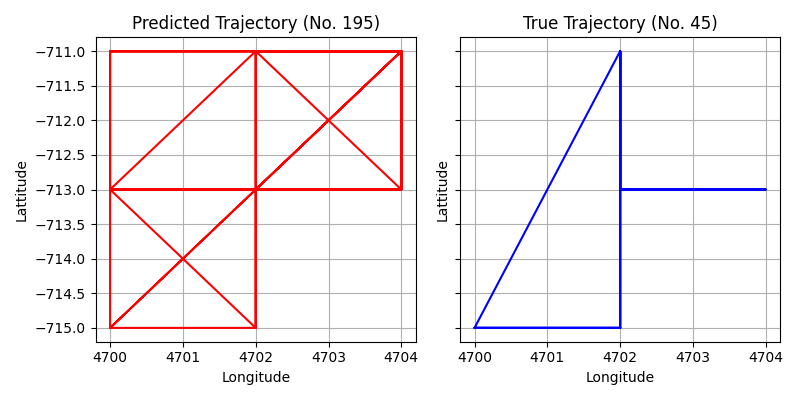 Predicted Trajectory (No. 195)
−711.0
−711.5
−712.0
−712.5
−713.0
−713.5
−714.0
−714.5
−715.0
Lattitude
4700 4701 4702 4703 4704
Longitude
True Trajectory (No. 45)
Lattitude
4700 4701 4702 4703 4704
Longitude